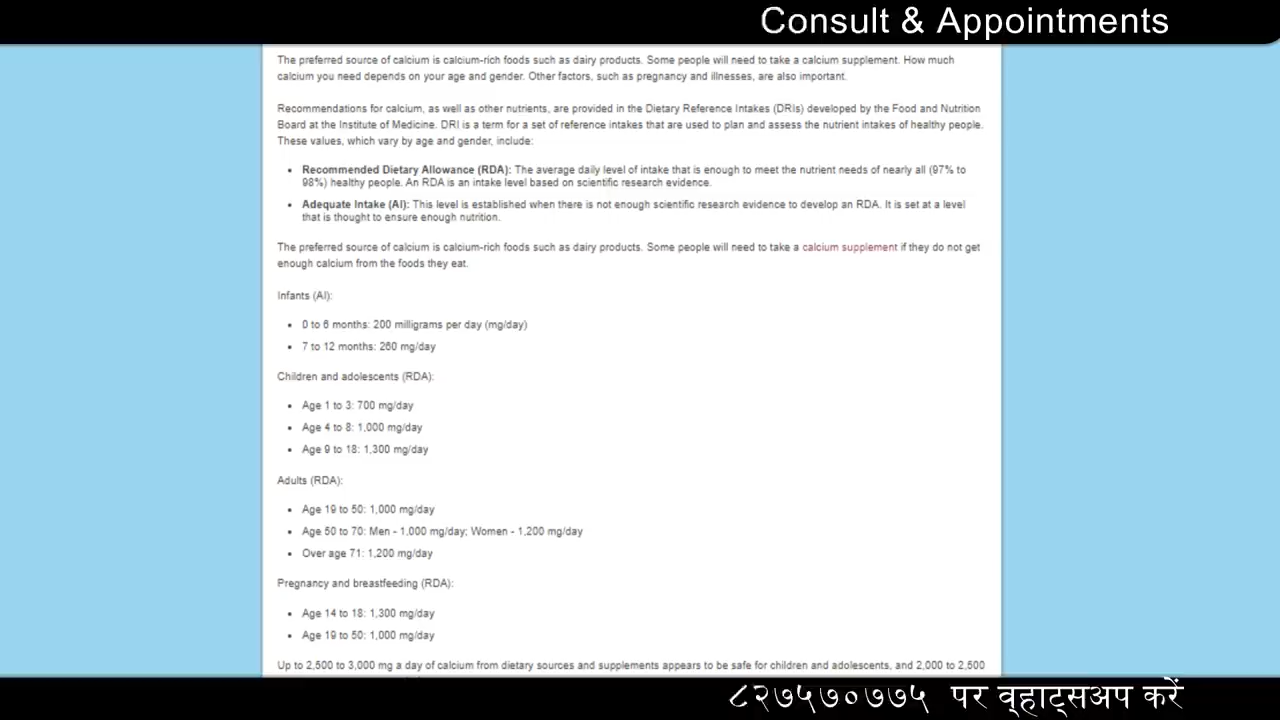 Consult & Appointments
The preferred source of calcium is calcium-rich foods such as dairy products. Some people will need to take a calcium supplement. How much
calcium you need depends on your age and gender. Other factors, such as pregnancy and illnesses, are also important.
Recommendations for calcium, as well as other nutrients, are provided in the Dietary Reference Intakes (DRIs) developed by the Food and Nutrition
Board at the Institute of Medicine. DRI is a term for a set of reference intakes that are used to plan and assess the nutrient intakes of healthy people.
These values, which vary by age and gender, include:
• Recommended Dietary Allowance (RDA): The average daily level of intake that is enough to meet the nutrient needs of nearly all (97% to
98%) healthy people. An RDA is an intake level based on scientific research evidence.
• Adequate Intake (AI): This level is established when there is not enough scientific research evidence to develop an RDA. It is set at a level
that is thought to ensure enough nutrition.
The preferred source of calcium is calcium-rich foods such as dairy products. Some people will need to take a calcium supplement if they do not get
enough calcium from the foods they eat.
Infants (AI):
• 0 to 6 months: 200 milligrams per day (mg/day)
• 7 to 12 months: 260 mg/day
Children and adolescents (RDA):
• Age 1 to 3: 700 mg/day
• Age 4 to 8: 1,000 mg/day
• Age 9 to 18: 1,300 mg/day
Adults (RDA):
• Age 19 to 50: 1,000 mg/day
• Age 50 to 70: Men - 1,000 mg/day; Women - 1,200 mg/day
• Over age 71: 1,200 mg/day
Pregnancy and breastfeeding (RDA):
• Age 14 to 18: 1,300 mg/day
• Age 19 to 50: 1,000 mg/day
Up to 2,500 to 3,000 mg a day of calcium from dietary sources and supplements appears to be safe for children and adolescents, and 2,000 to 2,500
८२७५७०७७५ पर व्हाट्सअप करें